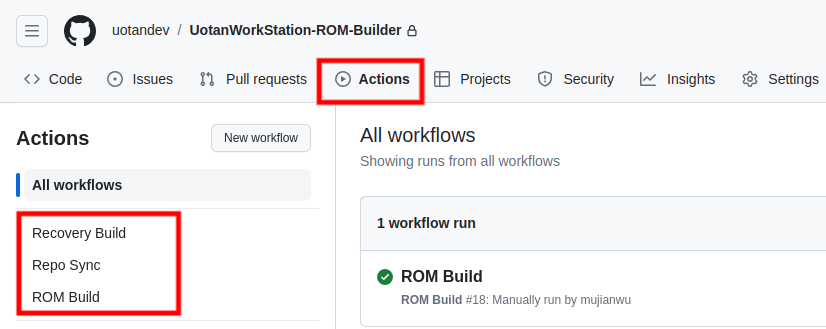 uotandev / UotanWorkStation-ROM-Builder
Code Issues Pull requests Actions Projects Security Insights Settings
Actions
New workflow
All workflows
Recovery Build
Repo Sync
ROM Build
All workflows
Showing runs from all workflows
1 workflow run
ROM Build
ROM Build #18: Manually run by mujianwu